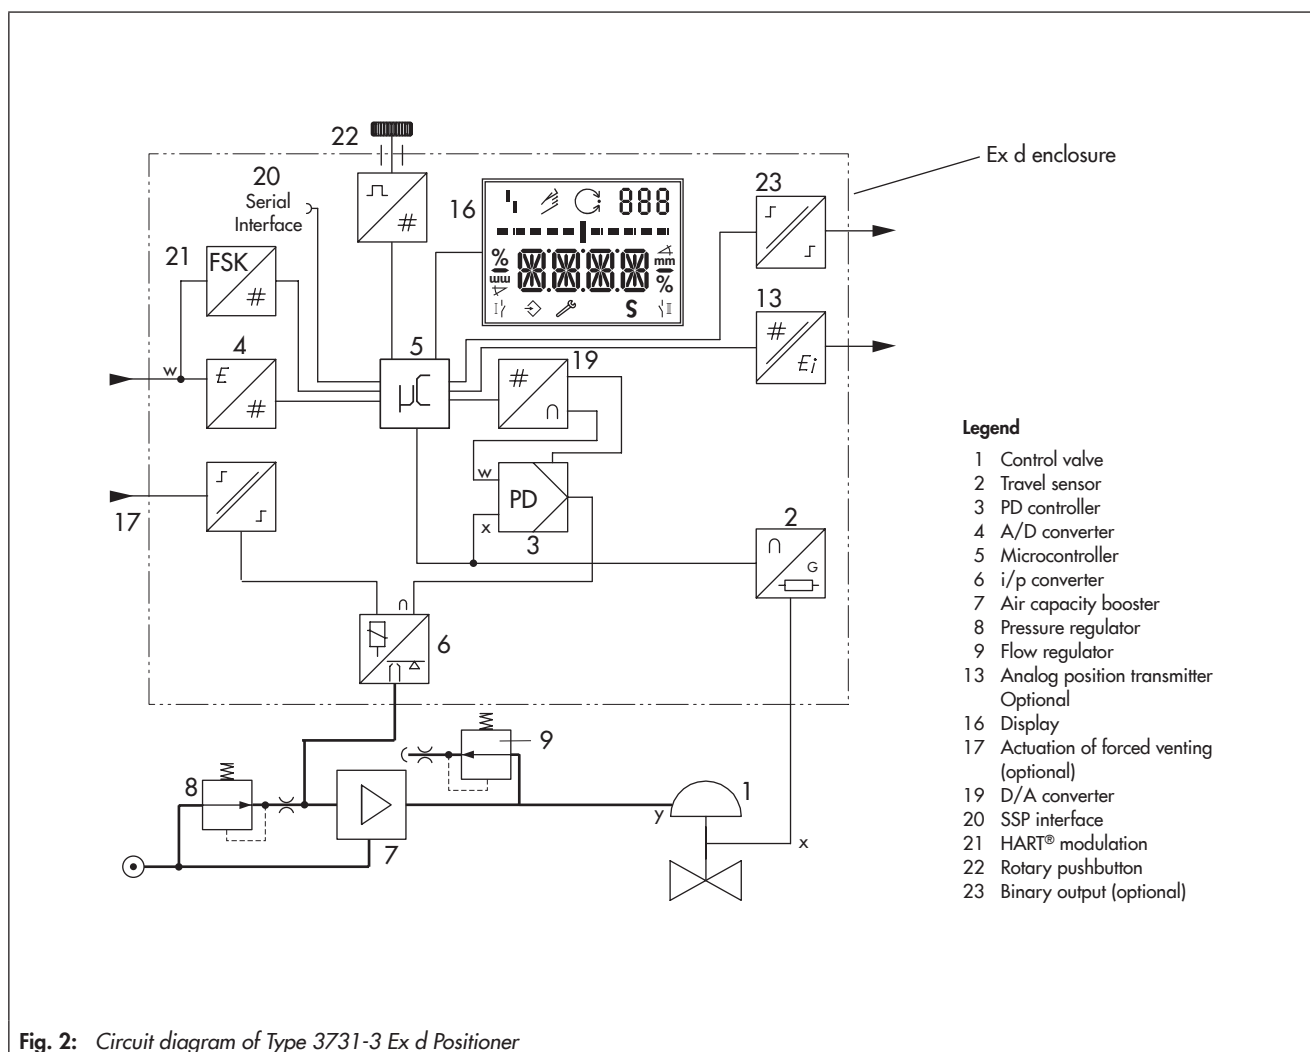 22
Ex d enclosure
20
Serial
Interface
16
888
%
mm
mm
%
S
23
21
FSK
#
#
4
w
E
#
5
µC
19
#
13
#
Ei
17
w
PD
x
3
2
G
6
9
8
7
y
1
x
Legend
1 Control valve
2 Travel sensor
3 PD controller
4 A/D converter
5 Microcontroller
6 i/p converter
7 Air capacity booster
8 Pressure regulator
9 Flow regulator
13 Analog position transmitter
Optional
16 Display
17 Actuation of forced venting
(optional)
19 D/A converter
20 SSP interface
21 HART® modulation
22 Rotary pushbutton
23 Binary output (optional)
Fig. 2: Circuit diagram of Type 3731-3 Ex d Positioner